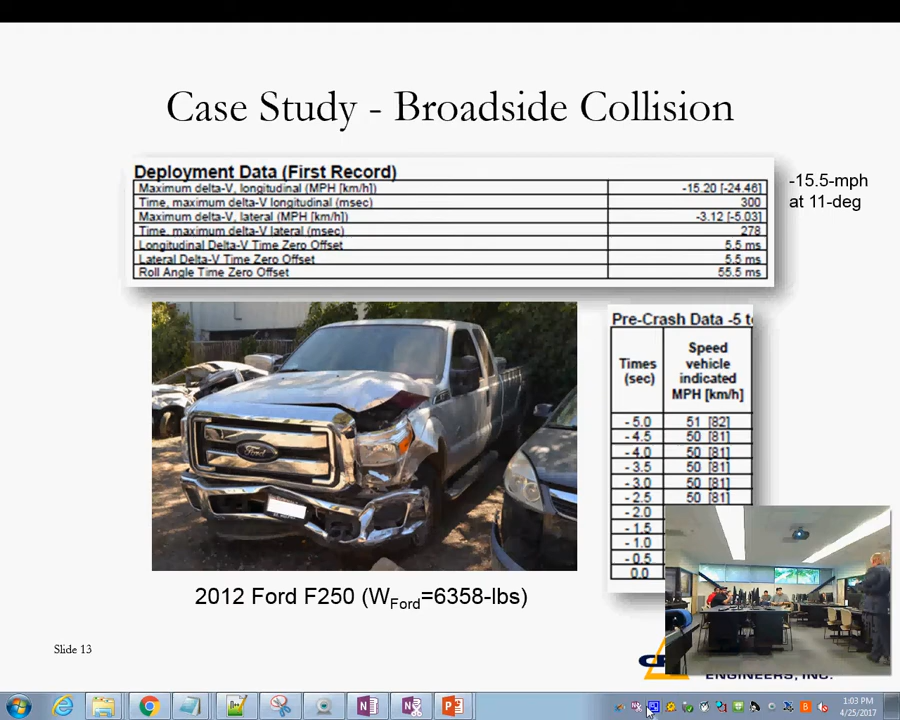 Case Study - Broadside Collision
Deployment Data (First Record)
Maximum delta-V, longitudinal (MPH [km/h]) -15.20 [-24.46]
Time, maximum delta-V longitudinal (msec) 300
Maximum delta-V, lateral (MPH [km/h]) -3.12 [-5.03]
Time, maximum delta-V lateral (msec) 278
Longitudinal Delta-V Time Zero Offset 5.5 ms
Lateral Delta-V Time Zero Offset 5.5 ms
Roll Angle Time Zero Offset 55.5 ms
-15.5-mph
at 11-deg
Ford
Pre-Crash Data -5 to
Times
(sec)
Speed
vehicle
indicated
MPH [km/h]
- 5.0 51 [82]
- 4.5 50 [81]
- 4.0 50 [81]
- 3.5 50 [81]
- 3.0 50 [81]
- 2.5 50 [81]
- 2.0
- 1.5
- 1.0
- 0.5
0.0
2012 Ford F250 (WFord=6358-lbs)
Slide 13
ENGINEERS, INC.
1:03 PM
4/25/2017